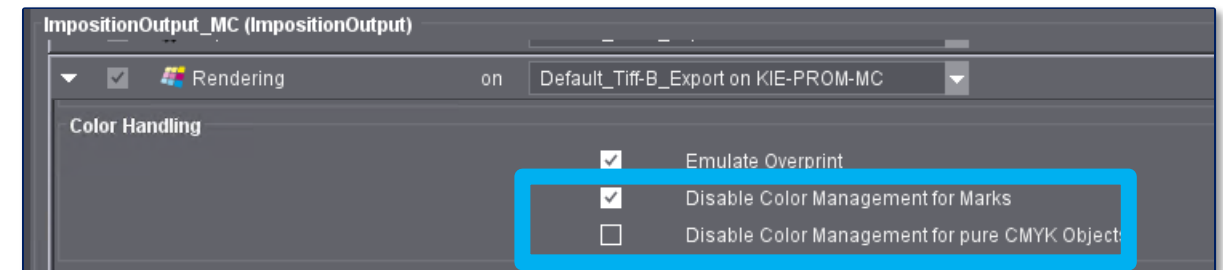 ImpositionOutput_MC (ImpositionOutput)
Rendering on Default_Tiff-B_Export on KIE-PROM-MC
Color Handling
Emulate Overprint
Disable Color Management for Marks
Disable Color Management for pure CMYK Objects